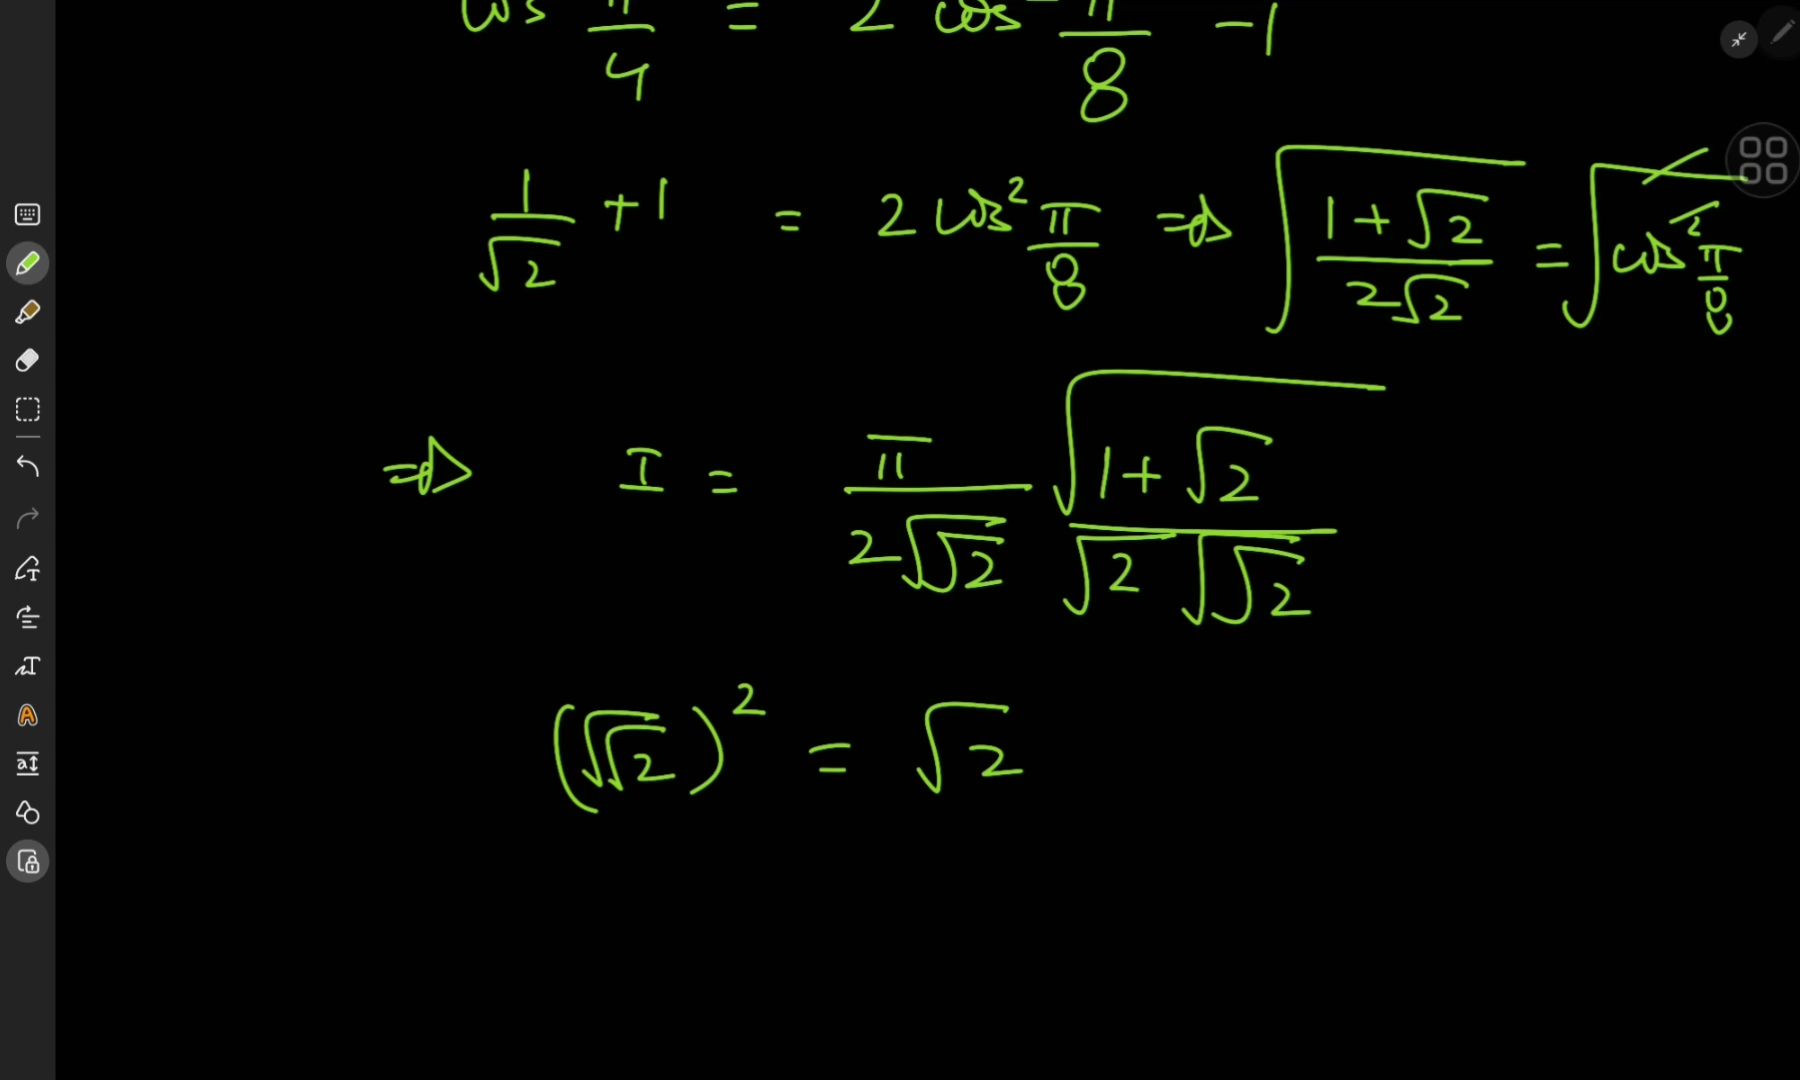 cos π/4 = 2 cos² π/8 - 1
1/√2 + 1 = 2 cos² π/8 ⇒ √((1+√2)/(2√2)) = √(cos² π/8)
⇒ I = π/(2√√2) √(1+√2)/(√2 √√2)
(√√2)² = √2